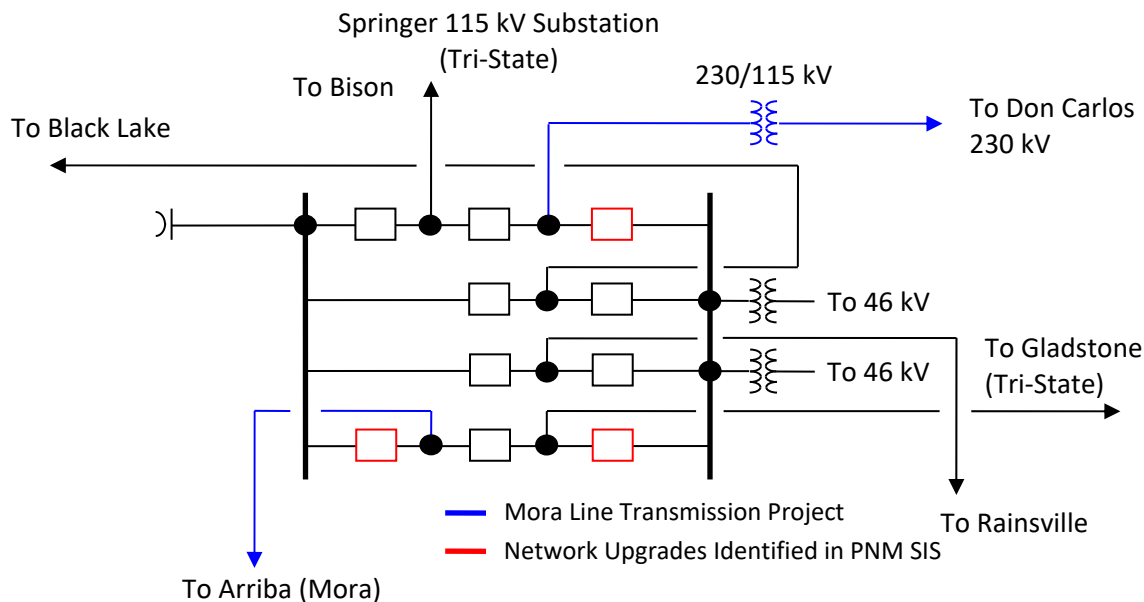 Springer 115 kV Substation
(Tri-State)
To Bison
230/115 kV
To Black Lake
To Don Carlos
230 kV
To 46 kV
To 46 kV
To Gladstone
(Tri-State)
Mora Line Transmission Project
Network Upgrades Identified in PNM SIS
To Rainsville
To Arriba (Mora)